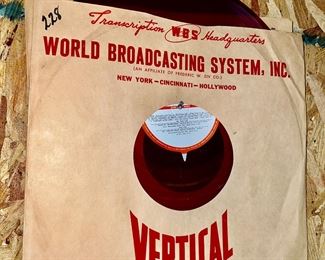 228
Transcription WBS Headquarters
WORLD BROADCASTING SYSTEM, INC.
(AN AFFILIATE OF FREDERIC W. ZIV CO.)
NEW YORK – CINCINNATI – HOLLYWOOD
VERTICAL